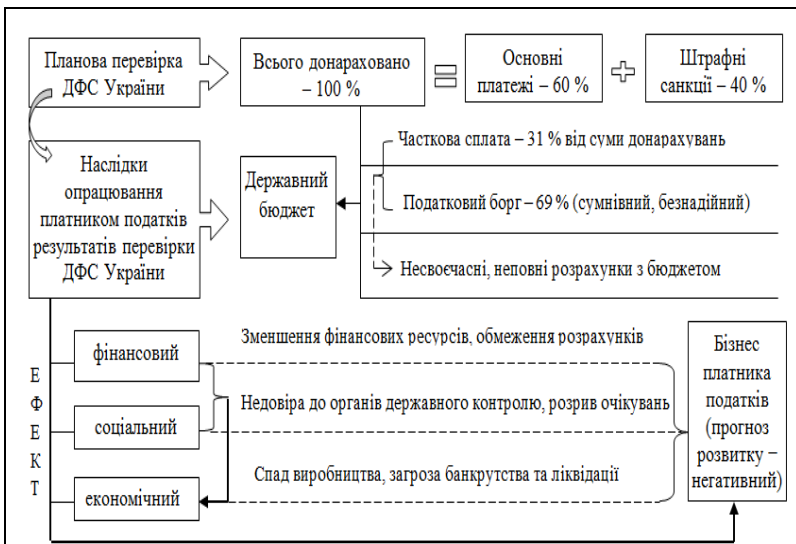 Планова перевірка
ДФС України
Всього донараховано
– 100 %
=
Основні
платежі – 60 %
+
Штрафні
санкції – 40 %
Наслідки
опрацювання
платником податків
результатів перевірки
ДФС України
Державний
бюджет
Часткова сплата – 31 % від суми донарахувань
Податковий борг – 69 % (сумнівний, безнадійний)
Несвоєчасні, неповні розрахунки з бюджетом
ЕФЕКТ
фінансовий
Зменшення фінансових ресурсів, обмеження розрахунків
соціальний
Недовіра до органів державного контролю, розрив очікувань
економічний
Спад виробництва, загроза банкрутства та ліквідації
Бізнес
платника
податків
(прогноз
розвитку –
негативний)